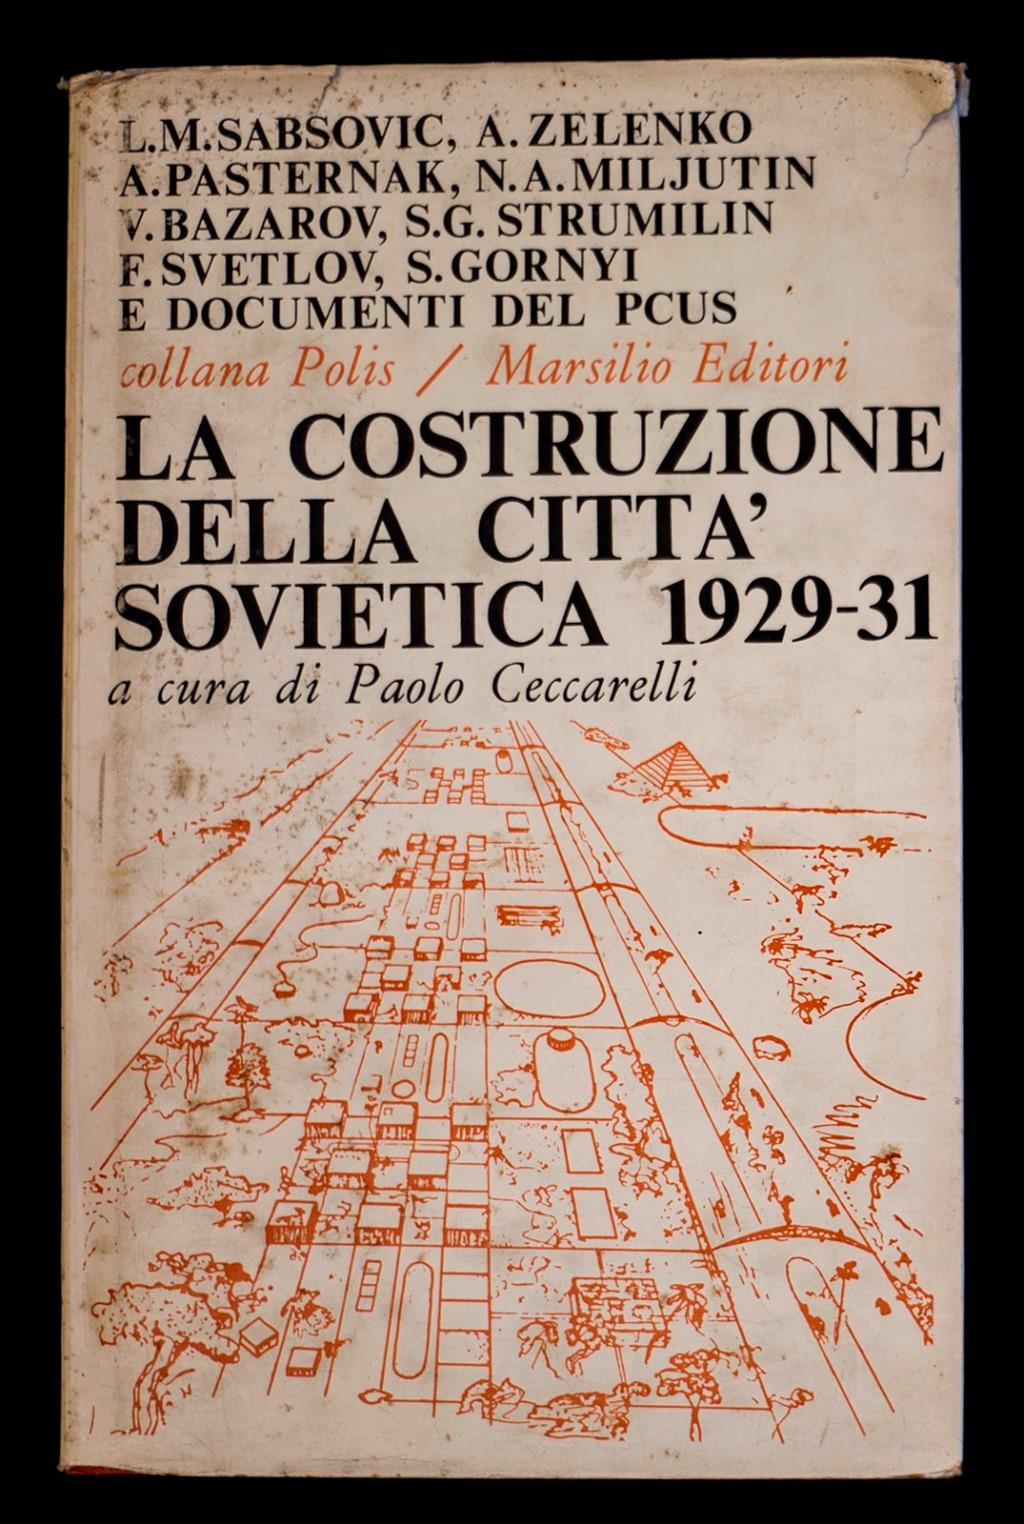 L.M.SABSOVIC, A. ZELENKO
A.PASTERNAK, N.A.MILJUTIN
V.BAZAROV, S.G. STRUMILIN
F.SVETLOV, S.GORNYI
E DOCUMENTI DEL PCUS
collana Polis / Marsilio Editori
LA COSTRUZIONE
DELLA CITTA'
SOVIETICA 1929-31
a cura di Paolo Ceccarelli